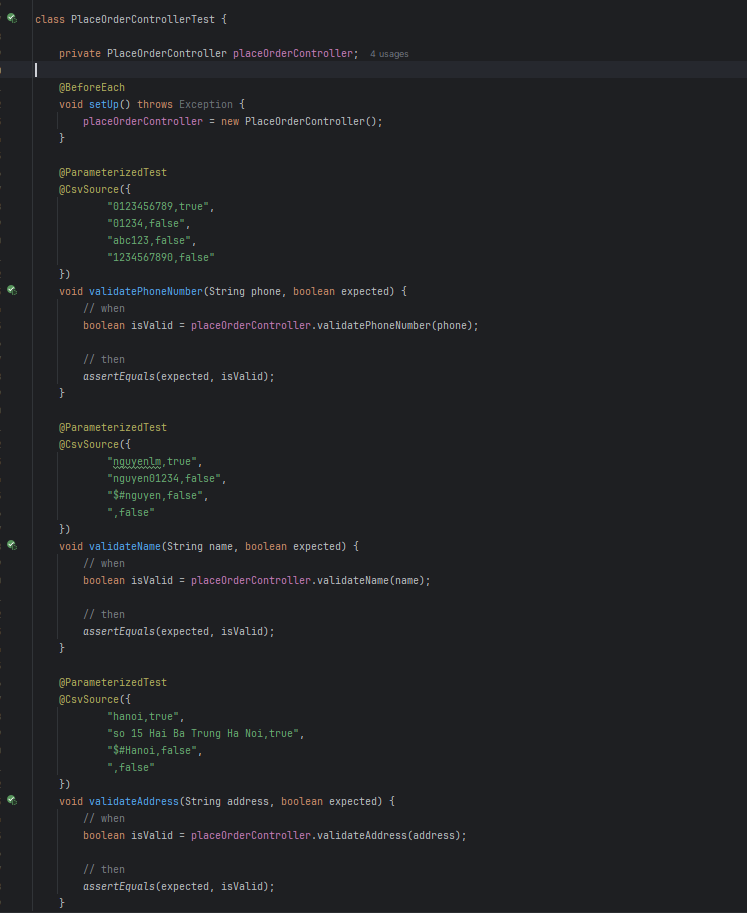 class PlaceOrderControllerTest {
private PlaceOrderController placeOrderController; 4 usages
@BeforeEach
void setUp() throws Exception {
placeOrderController = new PlaceOrderController();
}
@ParameterizedTest
@CsvSource({
"0123456789,true",
"01234,false",
"abc123,false",
"1234567890,false"
})
void validatePhoneNumber(String phone, boolean expected) {
// when
boolean isValid = placeOrderController.validatePhoneNumber(phone);
// then
assertEquals(expected, isValid);
}
@ParameterizedTest
@CsvSource({
"nguyenlm,true",
"nguyen01234,false",
"$#nguyen,false",
",false"
})
void validateName(String name, boolean expected) {
// when
boolean isValid = placeOrderController.validateName(name);
// then
assertEquals(expected, isValid);
}
@ParameterizedTest
@CsvSource({
"hanoi,true",
"so 15 Hai Ba Trung Ha Noi,true",
"$#Hanoi,false",
",false"
})
void validateAddress(String address, boolean expected) {
// when
boolean isValid = placeOrderController.validateAddress(address);
// then
assertEquals(expected, isValid);
}